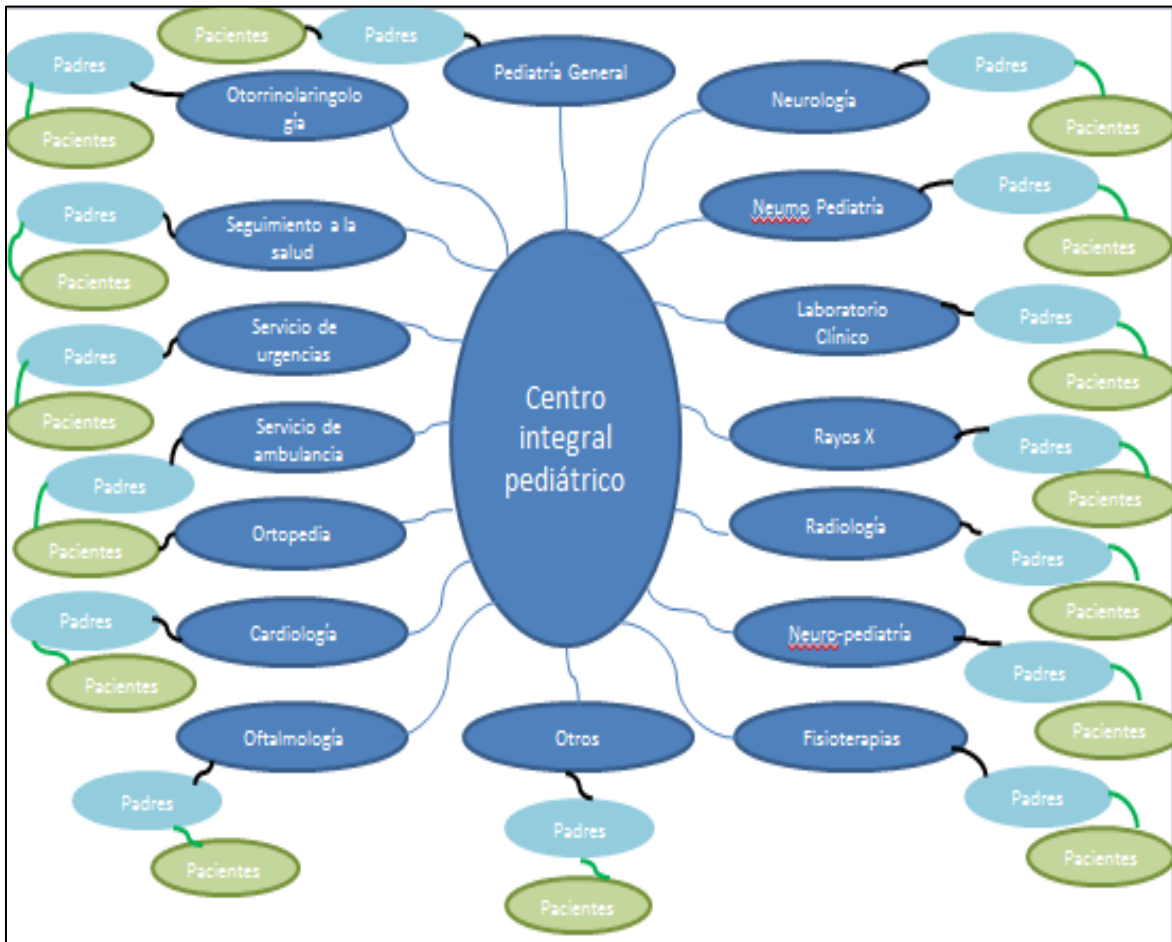 Pacientes
Padres
Pediatría General
Padres
Otorrinolaringolo
gía
Pacientes
Neurología
Padres
Pacientes
Padres
Seguimiento a la
salud
Pacientes
Neumo Pediatría
Padres
Pacientes
Padres
Servicio de
urgencias
Pacientes
Laboratorio
Clínico
Padres
Pacientes
Centro
integral
pediátrico
Servicio de
ambulancia
Padres
Pacientes
Ortopedia
Rayos X
Padres
Pacientes
Radiología
Padres
Pacientes
Padres
Cardiología
Pacientes
Neuro-pediatría
Padres
Pacientes
Oftalmología
Padres
Pacientes
Otros
Padres
Pacientes
Fisioterapias
Padres
Pacientes